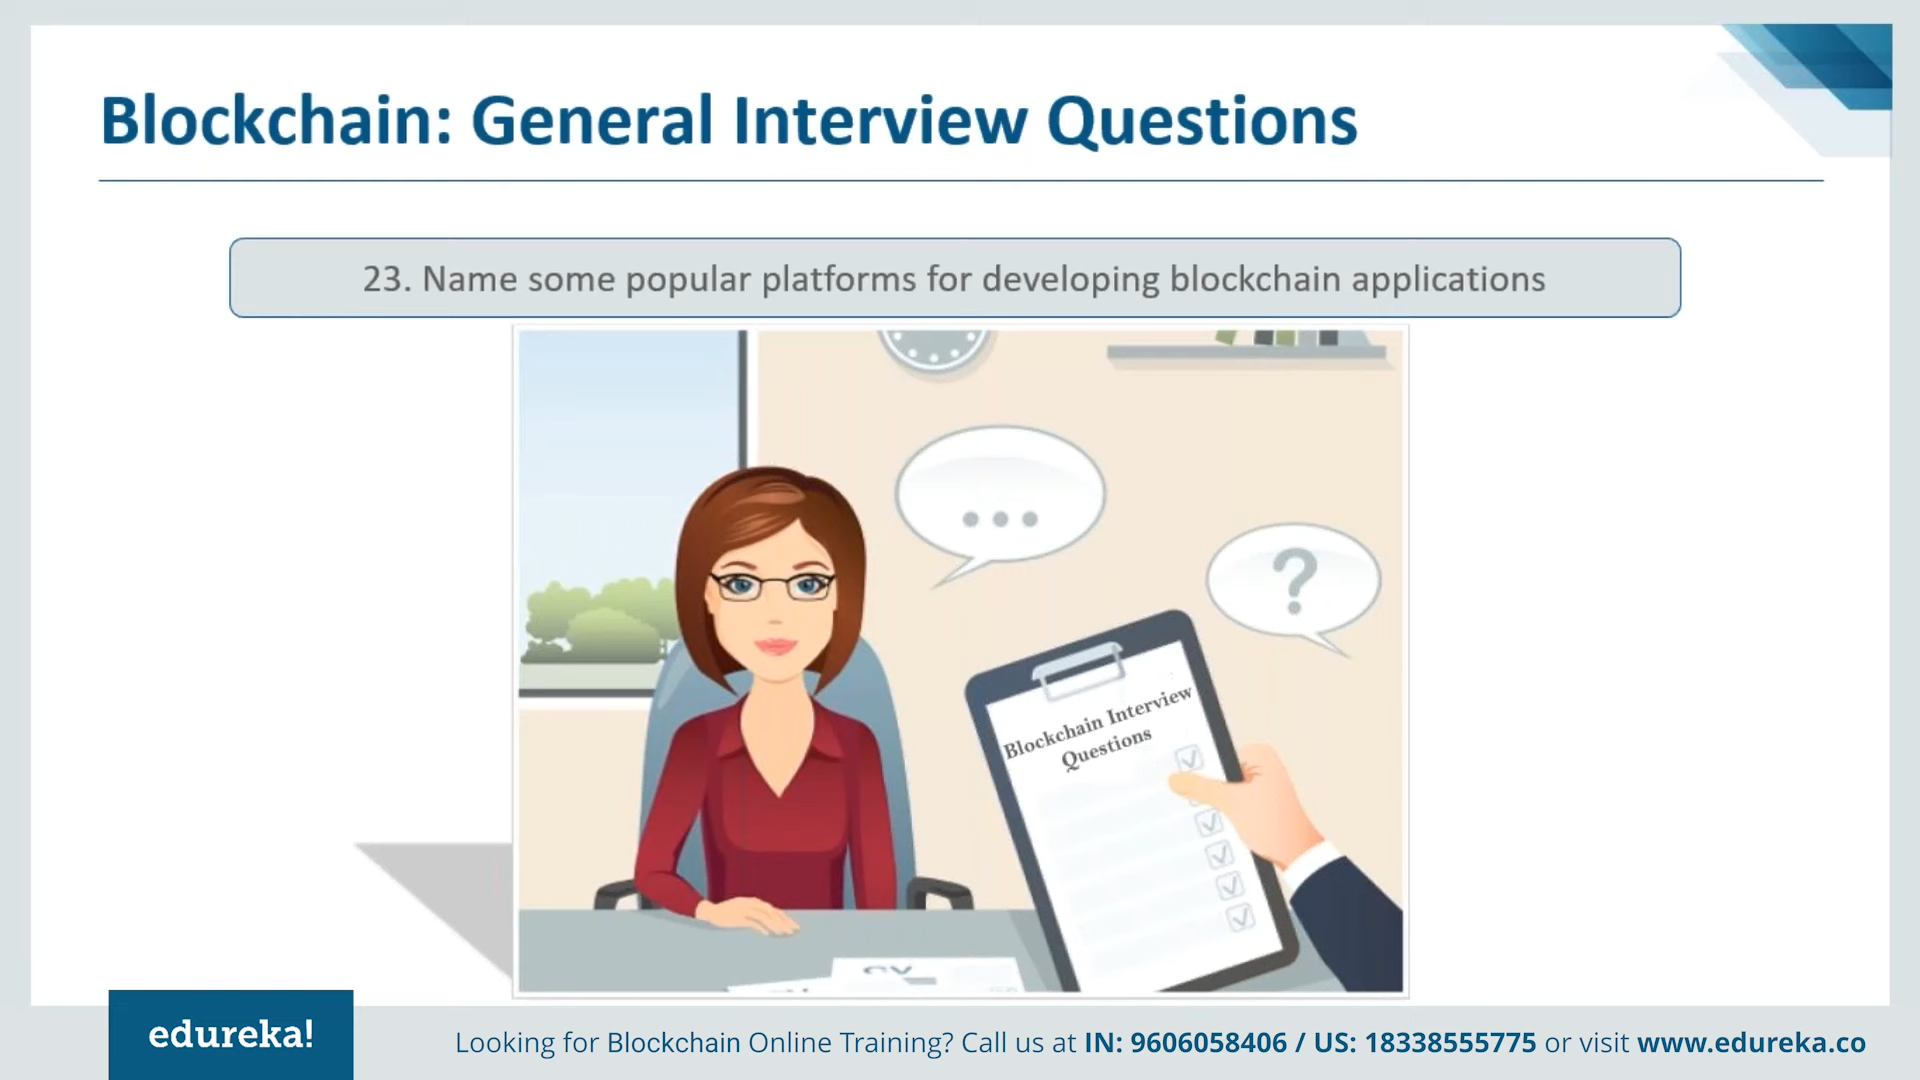 Blockchain: General Interview Questions
23. Name some popular platforms for developing blockchain applications
...
?
Blockchain Interview
Questions
CV
edureka!
Looking for Blockchain Online Training? Call us at IN: 9606058406 / US: 18338555775 or visit www.edureka.co